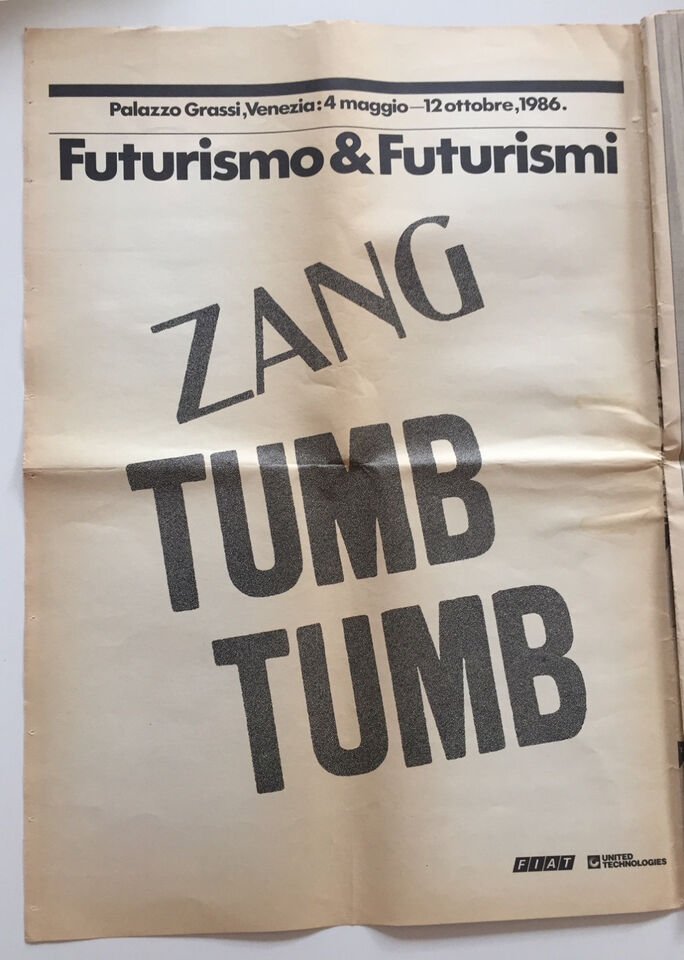 Palazzo Grassi,Venezia:4 maggio—12 ottobre,1986.
Futurismo & Futurismi
ZANG
TUMB
TUMB
FIAT
UNITED
TECHNOLOGIES